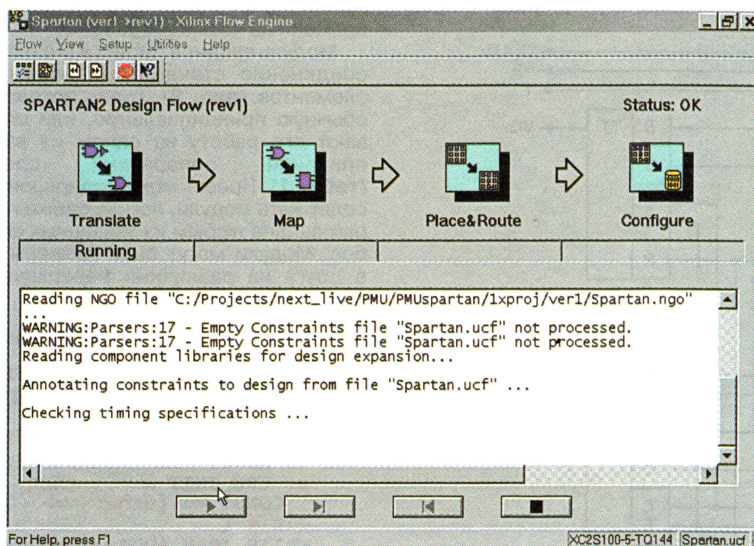 Spartan (ver1->rev1) - Xilinx Flow Engine
Flow View Setup Utilities Help
SPARTAN2 Design Flow (rev1)
Status: OK
Translate
Map
Place&Route
Configure
Running
Reading NGO file "C:/Projects/next_live/PMU/PMUspartan/1xproj/ver1/Spartan.ngo"
...
WARNING:Parsers:17 - Empty Constraints file "Spartan.ucf" not processed.
WARNING:Parsers:17 - Empty Constraints file "Spartan.ucf" not processed.
Reading component libraries for design expansion...
Annotating constraints to design from file "Spartan.ucf" ...
Checking timing specifications ...
For Help, press F1
XC2S100-5-TQ144
Spartan.ucf